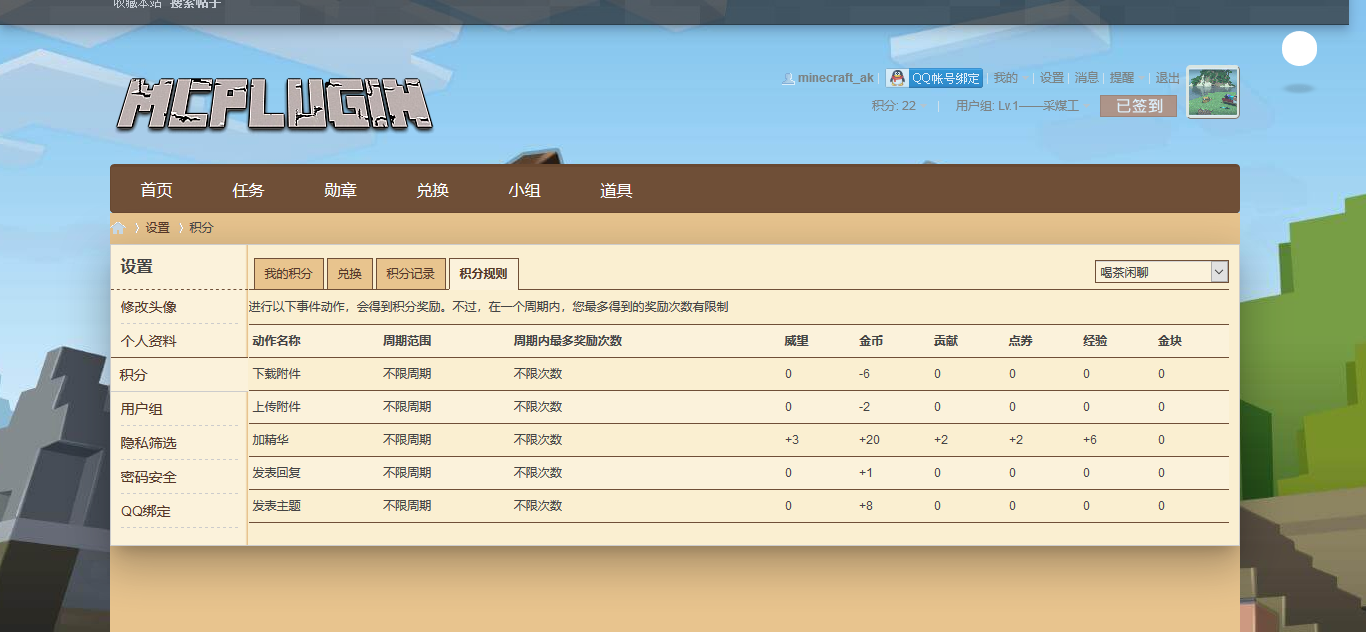 收藏本站 搜索帖子
MCPLUGIN
minecraft_ak QQ帐号绑定 我的 设置 消息 提醒 退出
积分: 22 用户组: Lv.1——采煤工 已签到
首页 任务 勋章 兑换 小组 道具
设置 积分
设置
修改头像
个人资料
积分
用户组
隐私筛选
密码安全
QQ绑定
我的积分 兑换 积分记录 积分规则 喝茶闲聊
进行以下事件动作，会得到积分奖励。不过，在一个周期内，您最多得到的奖励次数有限制
动作名称 周期范围 周期内最多奖励次数 威望 金币 贡献 点券 经验 金块
下载附件 不限周期 不限次数 0 -6 0 0 0 0
上传附件 不限周期 不限次数 0 -2 0 0 0 0
加精华 不限周期 不限次数 +3 +20 +2 +2 +6 0
发表回复 不限周期 不限次数 0 +1 0 0 0 0
发表主题 不限周期 不限次数 0 +8 0 0 0 0